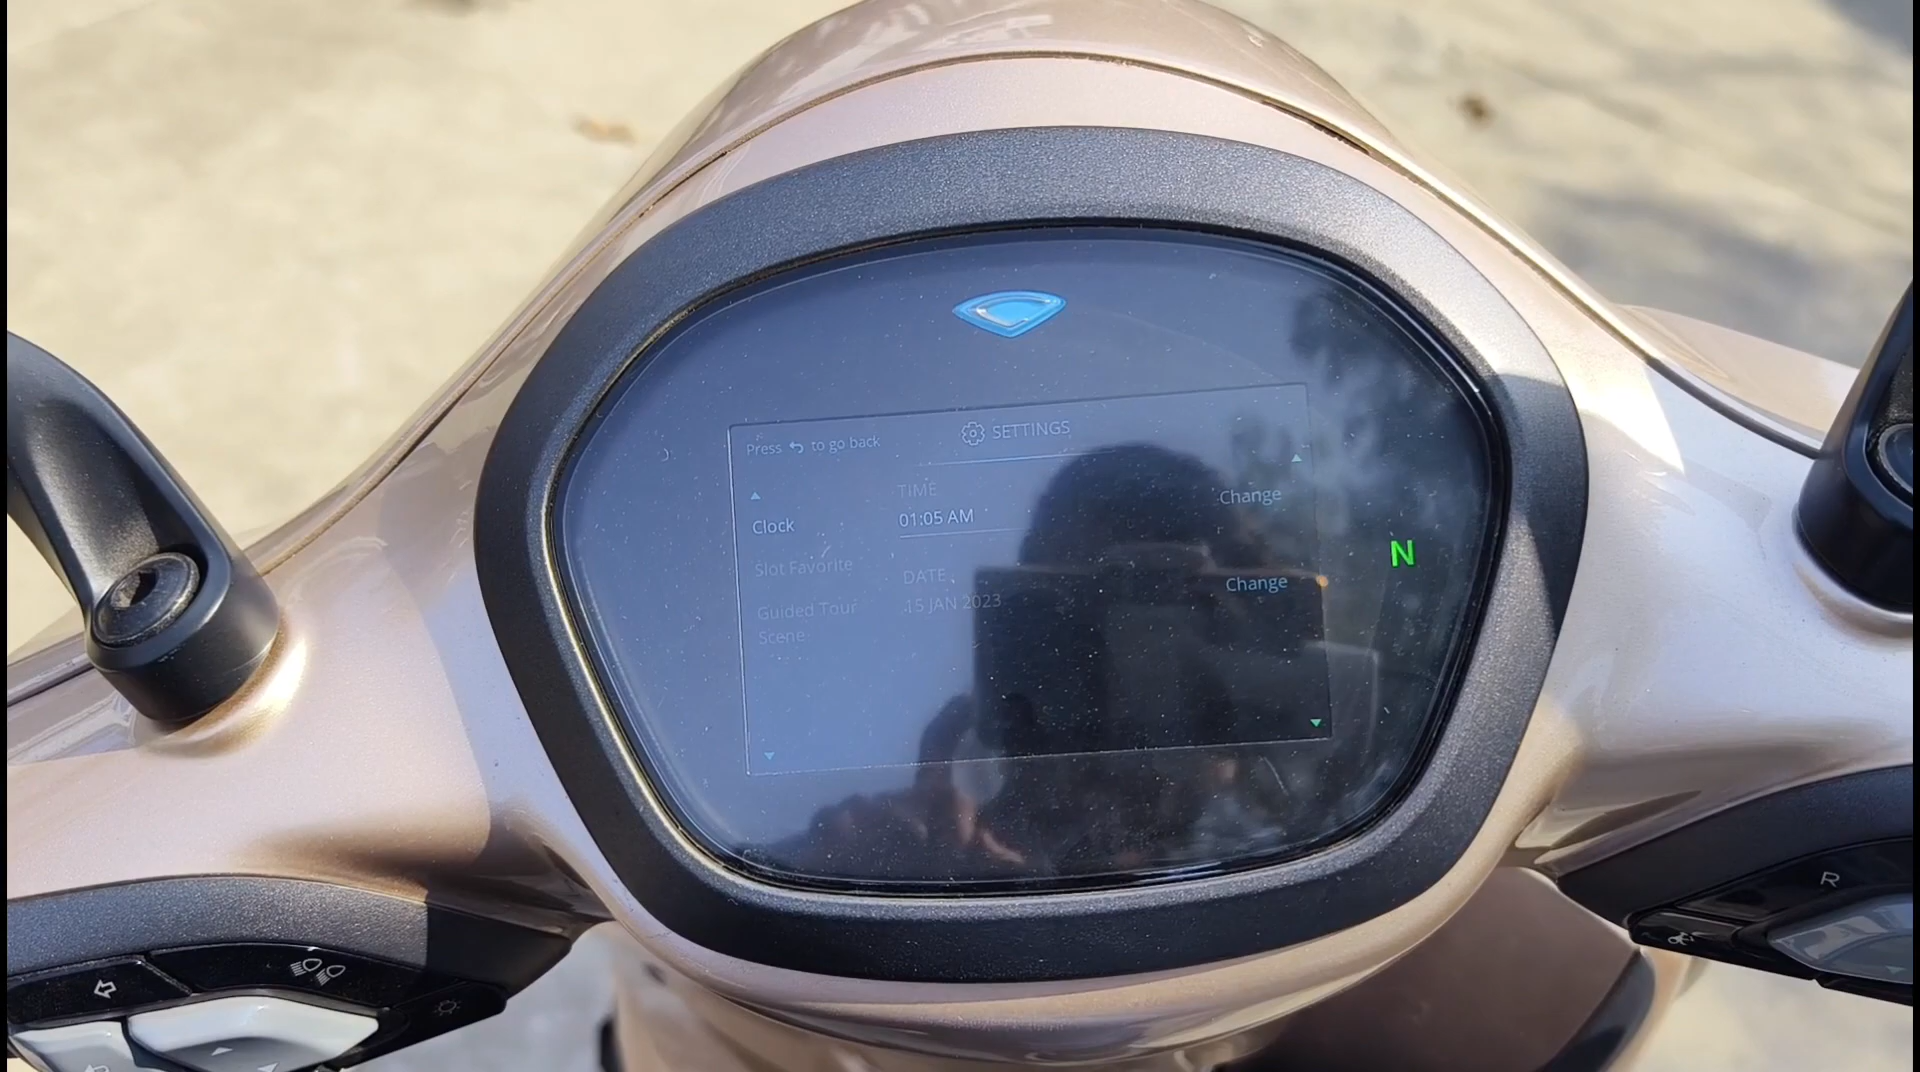 Press to go back
SETTINGS
Clock
Slot Favorite
Guided Tour
Scene
TIME
01:05 AM
Change
DATE
15 JAN 2023
Change
N
R